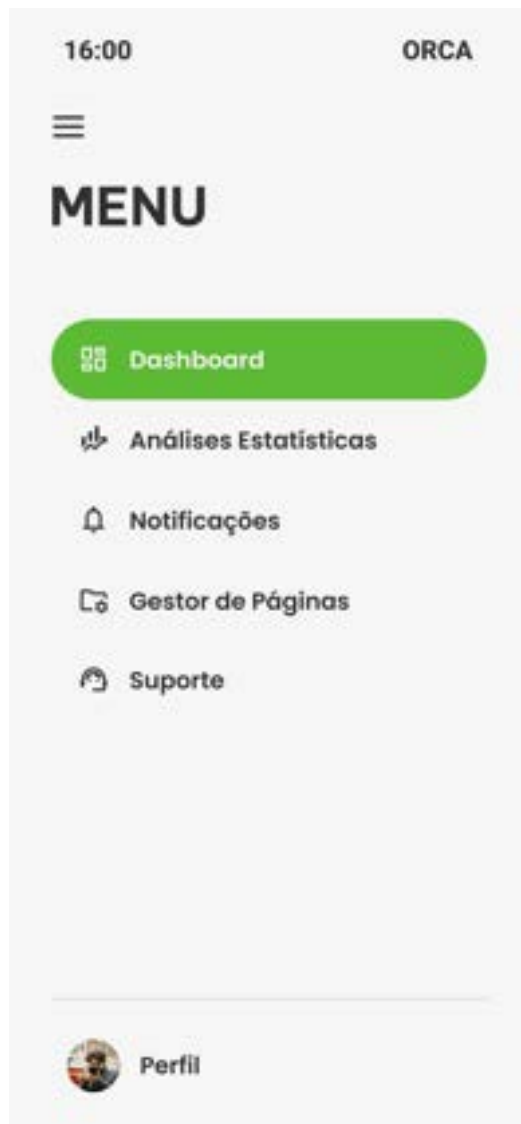 16:00 ORCA
MENU
Dashboard
Análises Estatísticas
Notificações
Gestor de Páginas
Suporte
Perfil